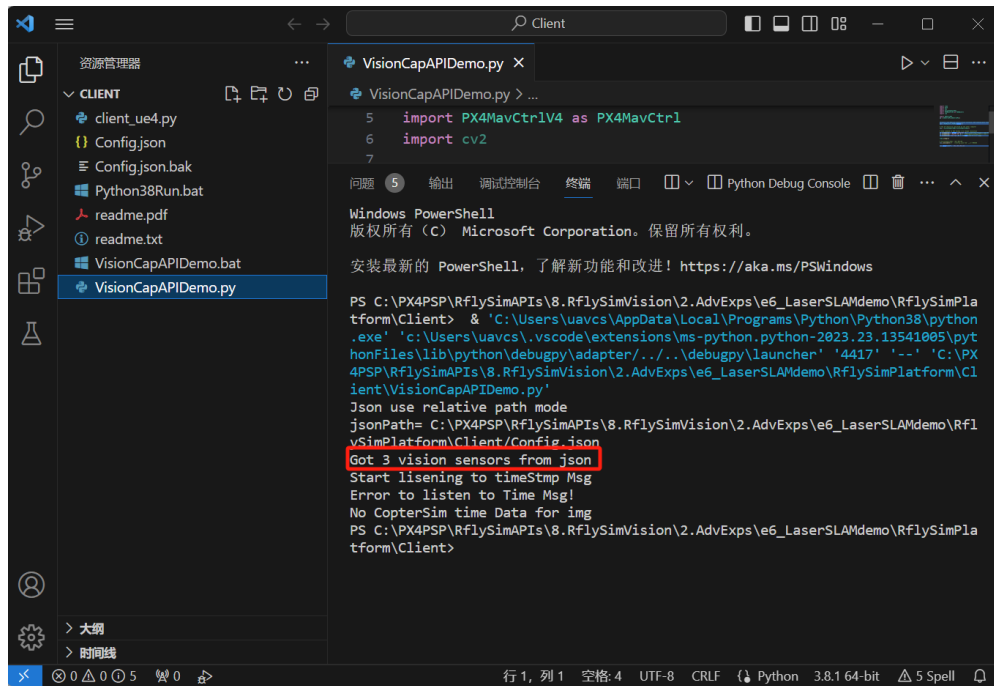 Client
资源管理器
CLIENT
client_ue4.py
Config.json
Config.json.bak
Python38Run.bat
readme.pdf
readme.txt
VisionCapAPIDemo.bat
VisionCapAPIDemo.py
大纲
时间线
VisionCapAPIDemo.py
VisionCapAPIDemo.py > ...
5 import PX4MavCtrlV4 as PX4MavCtrl
6 import cv2
7
问题 5 输出 调试控制台 终端 端口 Python Debug Console
Windows PowerShell
版权所有（C） Microsoft Corporation。保留所有权利。
安装最新的 PowerShell，了解新功能和改进！https://aka.ms/PSWindows
PS C:\PX4PSP\RflySimAPIs\8.RflySimVision\2.AdvExps\e6_LaserSLAMdemo\RflySimPla
tform\Client>  & 'C:\Users\uavcs\AppData\Local\Programs\Python\Python38\python
.exe' 'c:\Users\uavcs\.vscode\extensions\ms-python.python-2023.23.13541005\pyt
honFiles\lib\python\debugpy\adapter/../..\debugpy\launcher' '4417' '--' 'C:\PX
4PSP\RflySimAPIs\8.RflySimVision\2.AdvExps\e6_LaserSLAMdemo\RflySimPlatform\Cl
ient\VisionCapAPIDemo.py'
Json use relative path mode
jsonPath= C:\PX4PSP\RflySimAPIs\8.RflySimVision\2.AdvExps\e6_LaserSLAMdemo\Rfl
ySimPlatform\Client/Config.json
Got 3 vision sensors from json
Start lisening to timeStmp Msg
Error to listen to Time Msg!
No CopterSim time Data for img
PS C:\PX4PSP\RflySimAPIs\8.RflySimVision\2.AdvExps\e6_LaserSLAMdemo\RflySimPla
tform\Client>
0 0 5 0 行 1，列 1 空格: 4 UTF-8 CRLF Python 3.8.1 64-bit 5 Spell